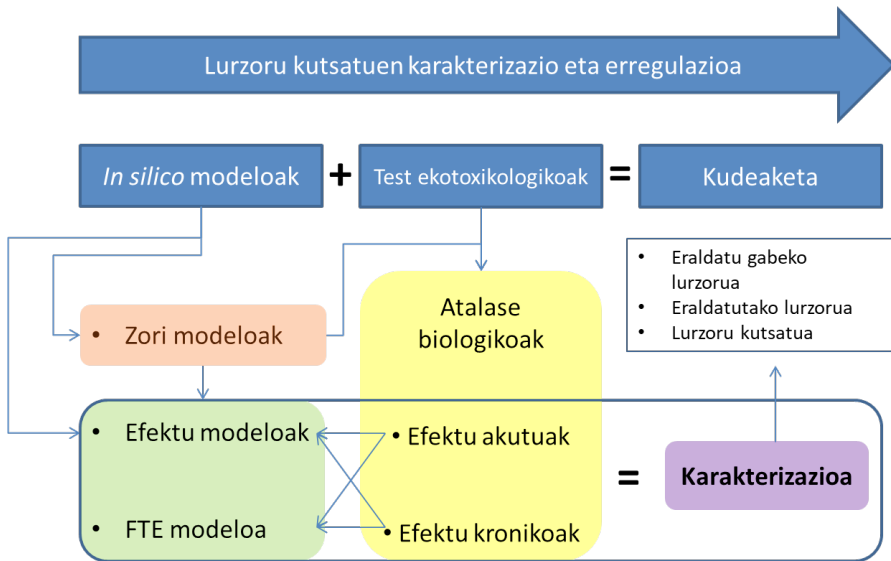 Lurzoru kutsatuen karakterizazio eta erregulazioa
In silico modeloak + Test ekotoxikologikoak = Kudeaketa
• Eraldatu gabeko
lurzorua
• Eraldatutako lurzorua
• Lurzoru kutsatua
• Zori modeloak
Atalase
biologikoak
• Efektu modeloak
• FTE modeloa
• Efektu akutuak
• Efektu kronikoak
=
Karakterizazioa